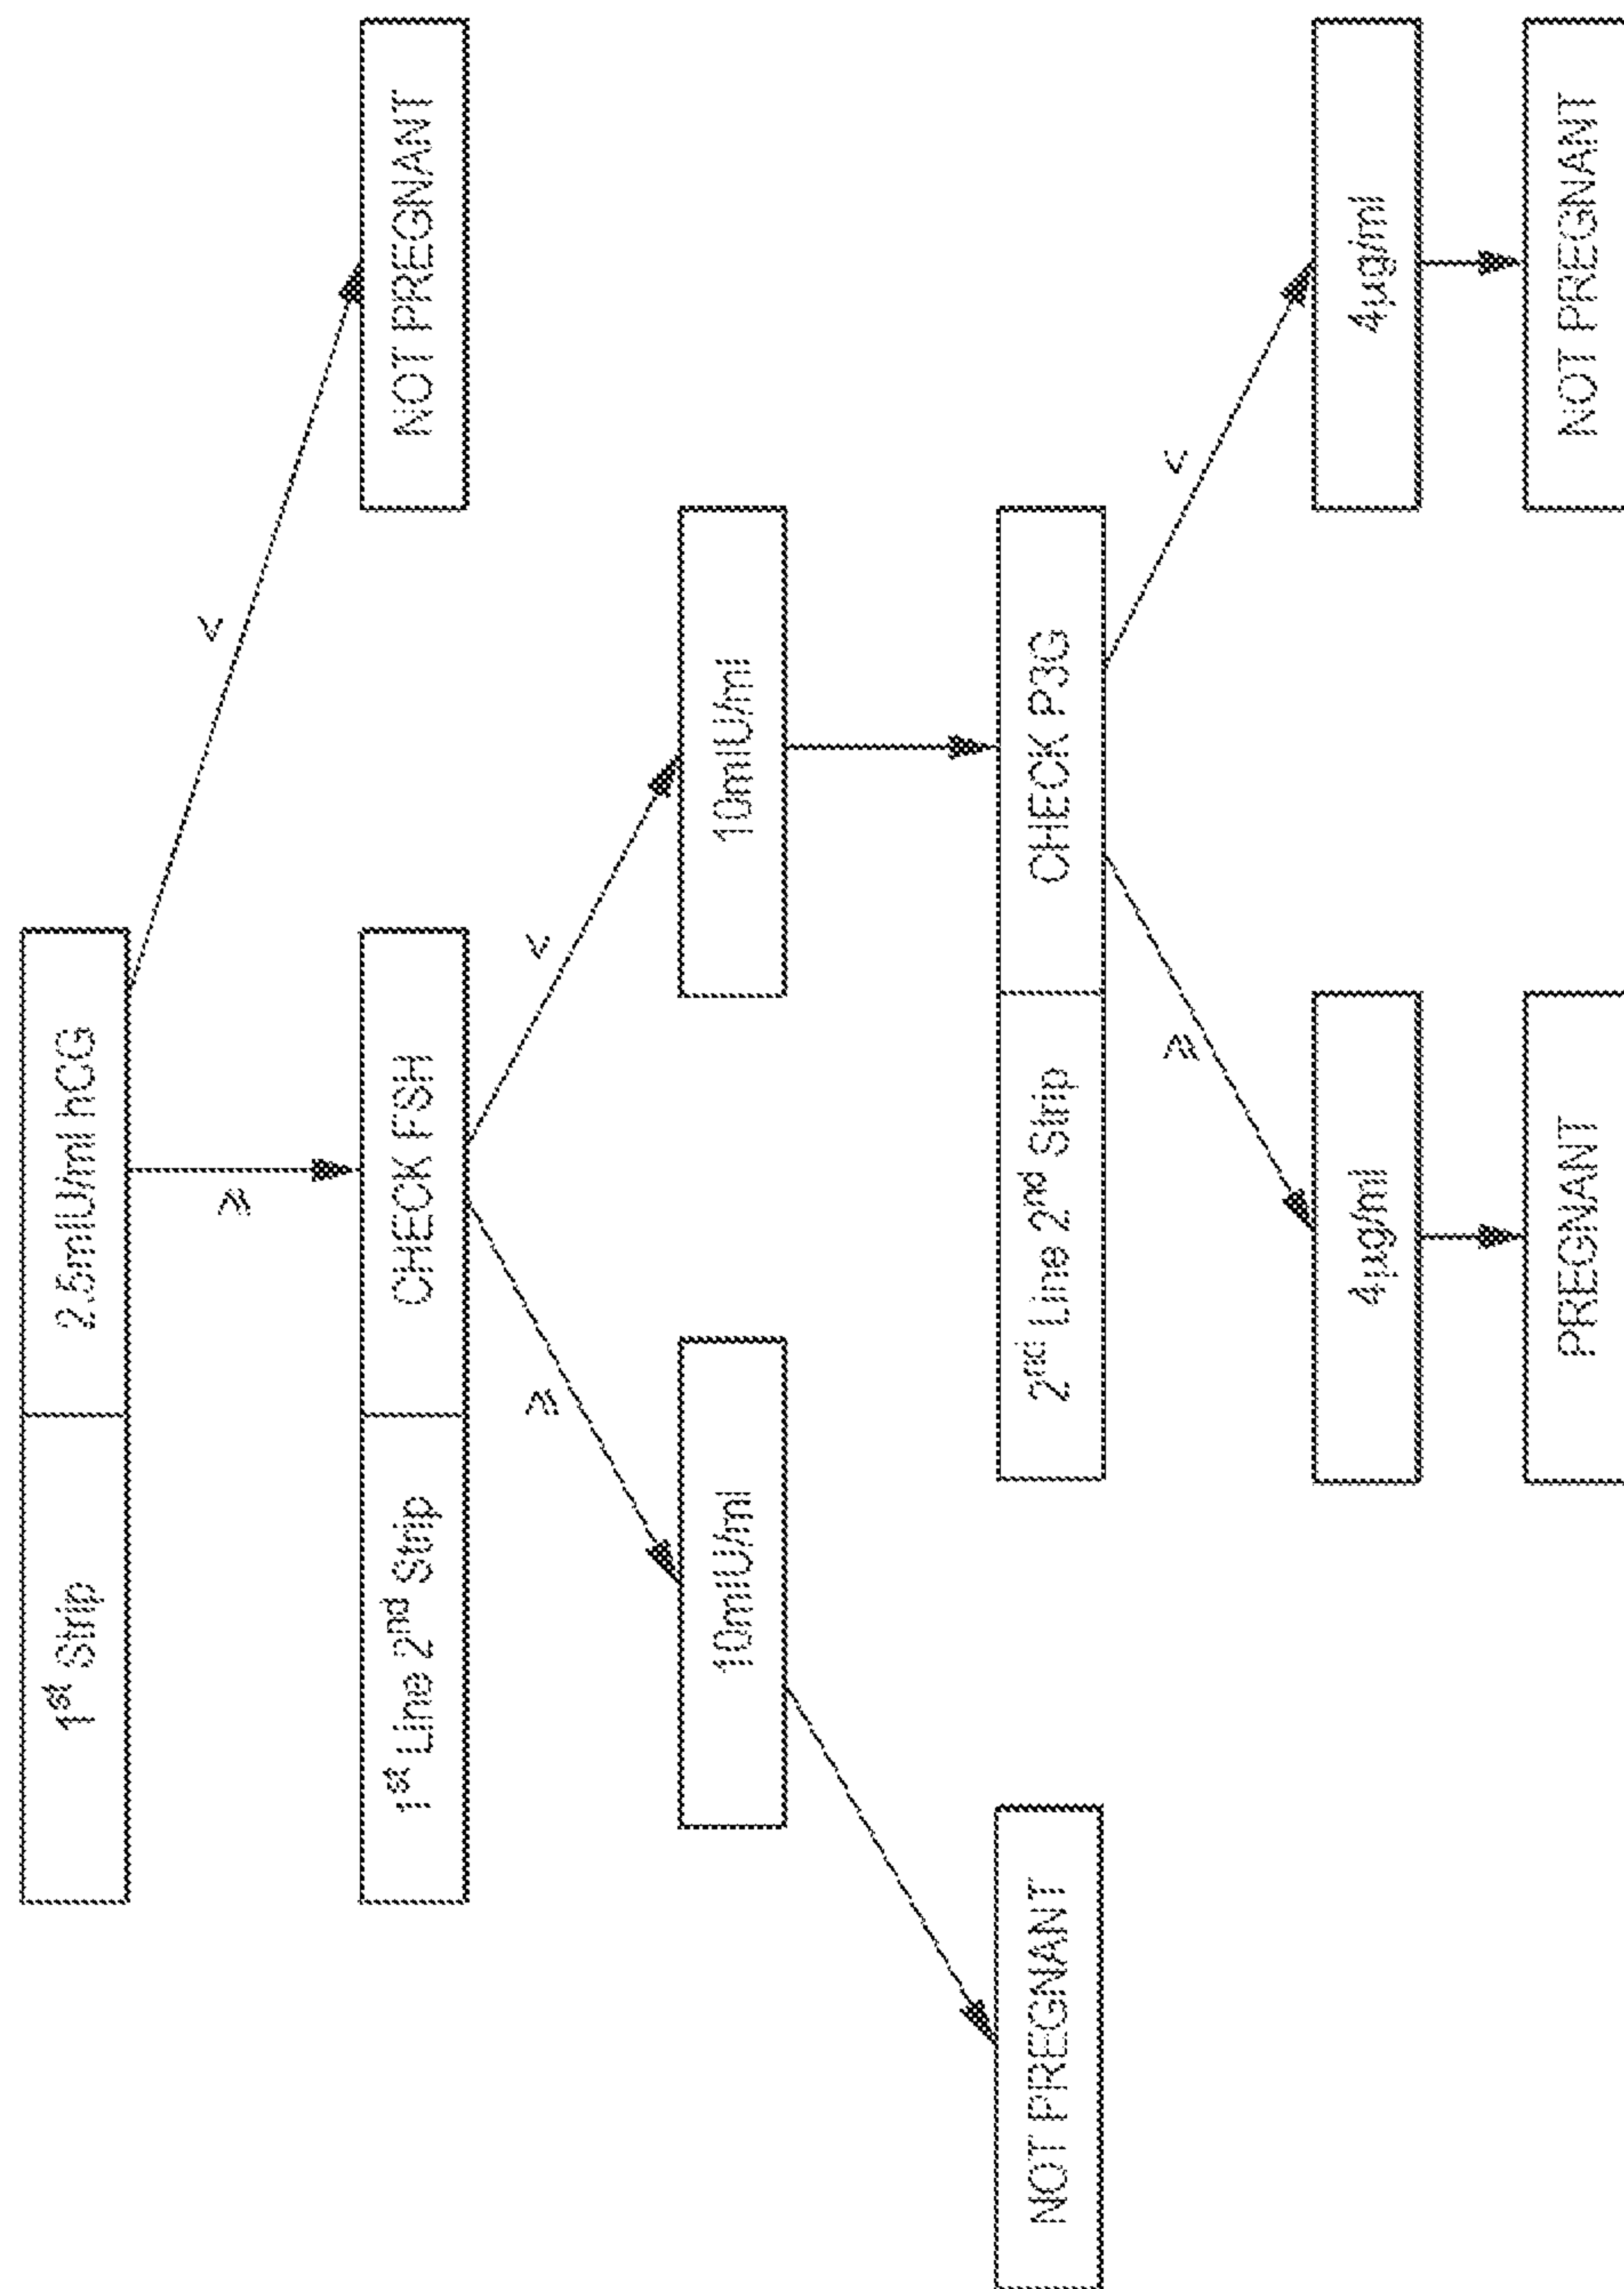 1st Strip
2.5mIU/ml hCG
≥
<
1st Line 2nd Strip
CHECK FSH
NOT PREGNANT
≥
<
10mIU/ml
10mIU/ml
NOT PREGNANT
2nd Line 2nd Strip
CHECK P3G
≥
<
4µg/ml
4µg/ml
PREGNANT
NOT PREGNANT